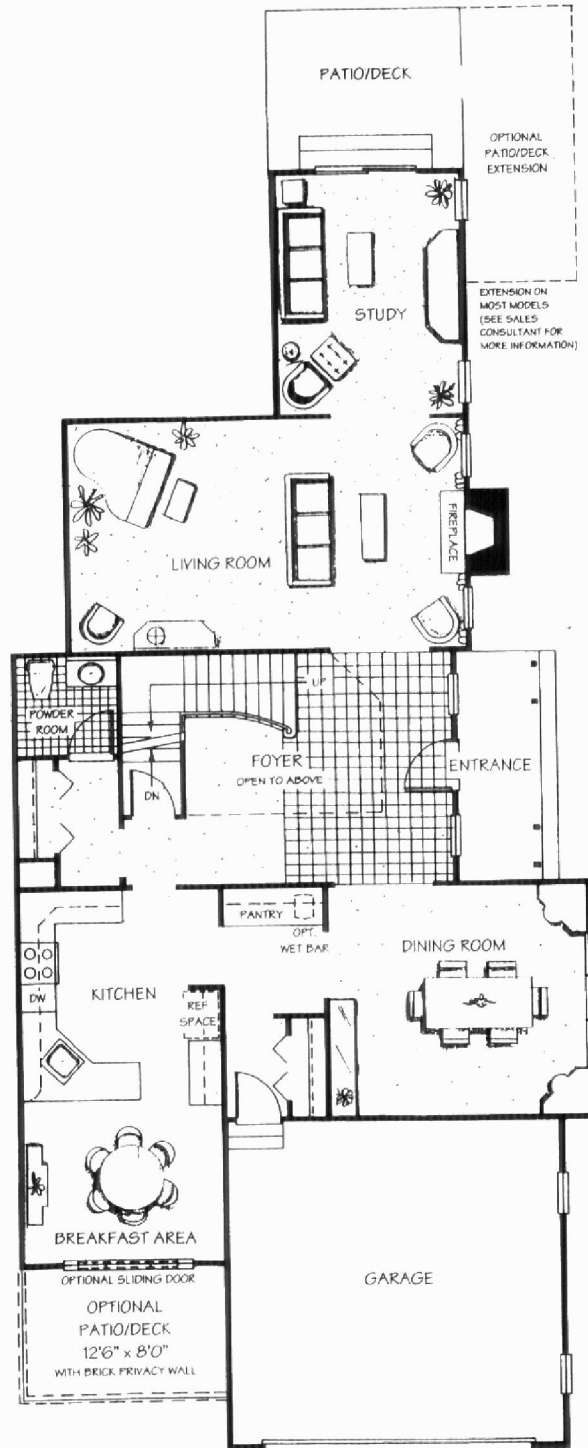 PATIO/DECK
OPTIONAL
PATIO/DECK
EXTENSION
EXTENSION ON
MOST MODELS
(SEE SALES
CONSULTANT FOR
MORE INFORMATION)
STUDY
FIREPLACE
LIVING ROOM
POWDER
ROOM
UP
FOYER
OPEN TO ABOVE
ENTRANCE
DN
PANTRY
OPT.
WET BAR
DINING ROOM
DW
KITCHEN
REF
SPACE
BREAKFAST AREA
OPTIONAL SLIDING DOOR
OPTIONAL
PATIO/DECK
12'6" x 8'0"
WITH BRICK PRIVACY WALL
GARAGE